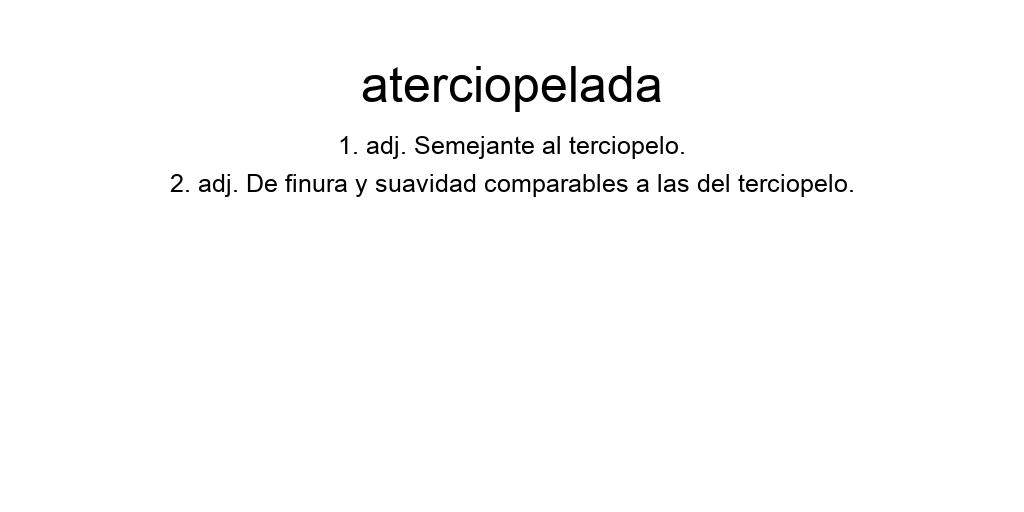 aterciopelada
1. adj. Semejante al terciopelo.
2. adj. De finura y suavidad comparables a las del terciopelo.